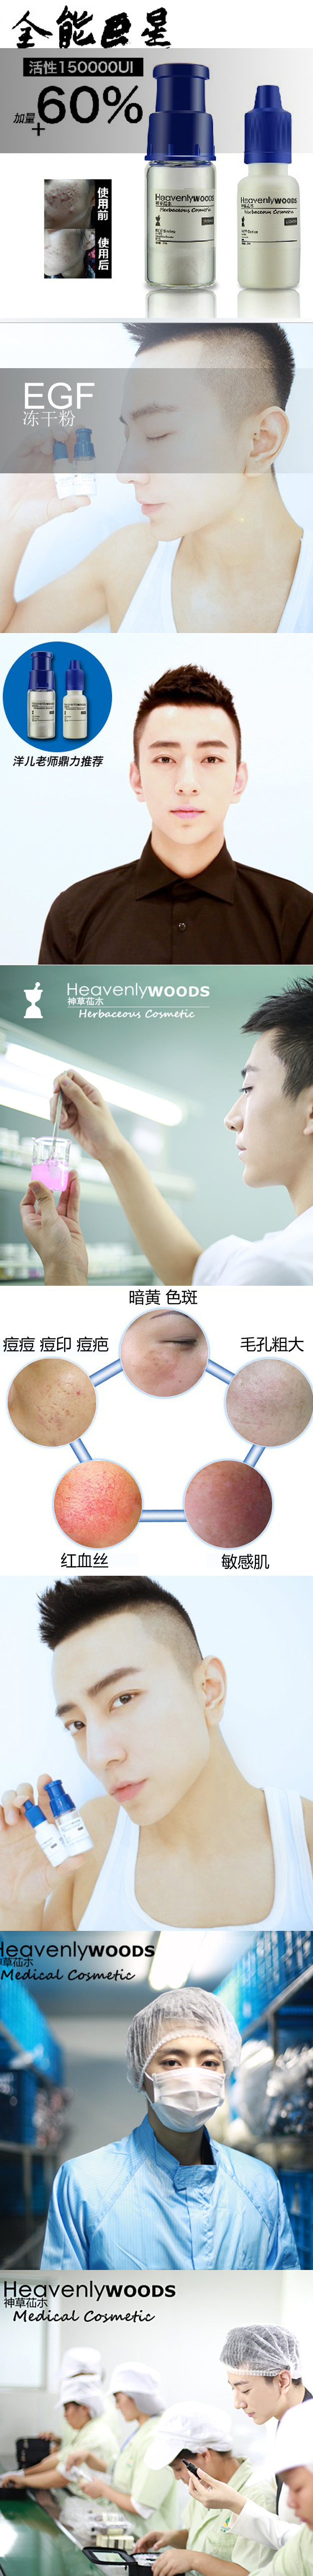 全能巨星
活性150000UI
加量
+60%
使用前
使用后
HeavenlyWOODS
Herbaceous Cosmetic
HeavenlyWOODS
Herbaceous Cosmetic
EGF
冻干粉
洋儿老师鼎力推荐
HeavenlyWOODS
神草苮木
Herbaceous Cosmetic
暗黄 色斑
痘痘 痘印 痘疤
毛孔粗大
红血丝
敏感肌
HeavenlyWOODS
神草苮木
Medical Cosmetic
HeavenlyWOODS
神草苮木
Medical Cosmetic